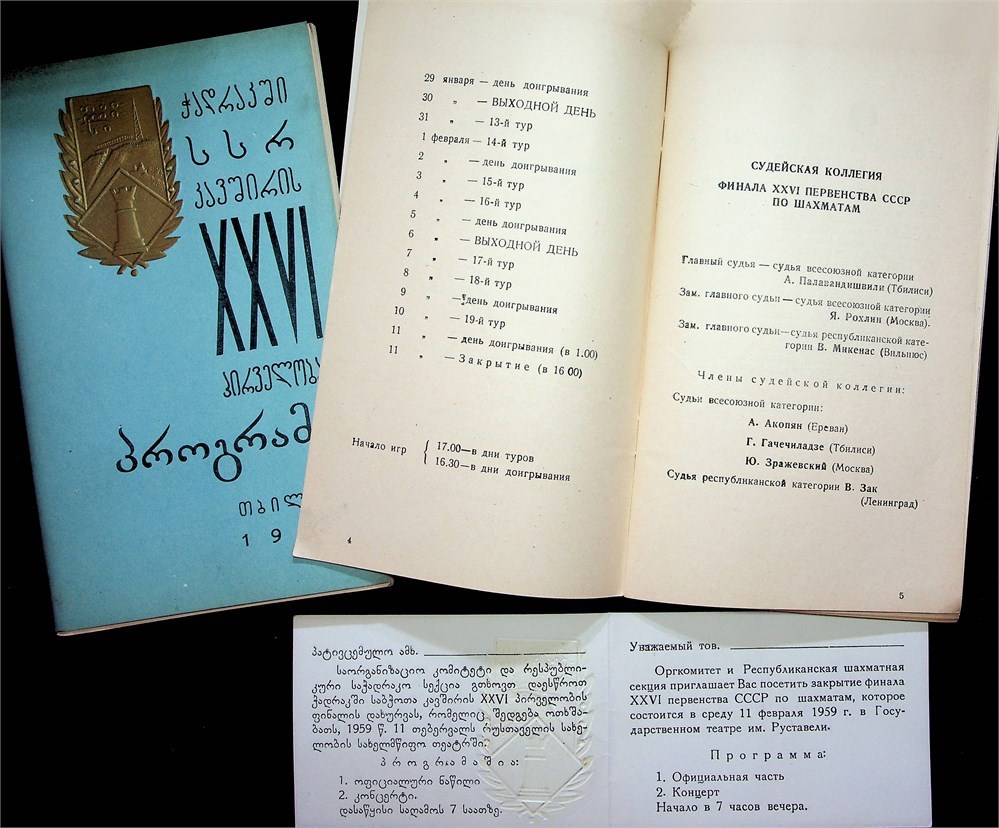 ჭადრაკში
ს ს რ
კავშირის
XXVI
პირველობა
პროგრამ
თბილ
1 9
29 января — день доигрывания
30 „ — ВЫХОДНОЙ ДЕНЬ
31 „ — 13-й тур
1 февраля — 14-й тур
2 „ — день доигрывания
3 „ — 15-й тур
4 „ — 16-й тур
5 „ — день доигрывания
6 „ — ВЫХОДНОЙ ДЕНЬ
7 „ — 17-й тур
8 „ — 18-й тур
9 „ — день доигрывания
10 „ — 19-й тур
11 „ — день доигрывания (в 1.00)
11 „ — Закрытие (в 16 00)
Начало игр { 17.00—в дни туров
16.30—в дни доигрывания
4
СУДЕЙСКАЯ КОЛЛЕГИЯ
ФИНАЛА XXVI ПЕРВЕНСТВА СССР
ПО ШАХМАТАМ
Главный судья — судья всесоюзной категории
А. Палавандишвили (Тбилиси)
Зам. главного судьи — судья всесоюзной категории
Я. Рохлин (Москва).
Зам. главного судьи—судья республиканской кате-
гории В. Микенас (Вильнюс)
Члены судейской коллегии:
Судьи всесоюзной категории:
А. Акопян (Ереван)
Г. Гачечиладзе (Тбилиси)
Ю. Зражевский (Москва)
Судья республиканской категории В. Зак
(Ленинград)
5
პატივცემულო ამხ.
საორგანიზაციო კომიტეტი და რესპუბლი-
კური საჭადრაკო სექცია გთხოვთ დაესწროთ
ჭადრაკში საბჭოთა კავშირის XXVI პირველობის
ფინალის დახურვას, რომელიც შედგება ოთხშა-
ბათს, 1959 წ. 11 თებერვალს რუსთაველის სახე-
ლობის სახელმწიფო თეატრში.
პროგრამაშია:
1. ოფიციალური ნაწილი
2. კონცერტი.
დასაწყისი საღამოს 7 საათზე.
Уважаемый тов.
Оргкомитет и Республиканская шахматная
секция приглашает Вас посетить закрытие финала
XXVI первенства СССР по шахматам, которое
состоится в среду 11 февраля 1959 г. в Госу-
дарственном театре им. Руставели.
Программа:
1. Официальная часть
2. Концерт
Начало в 7 часов вечера.